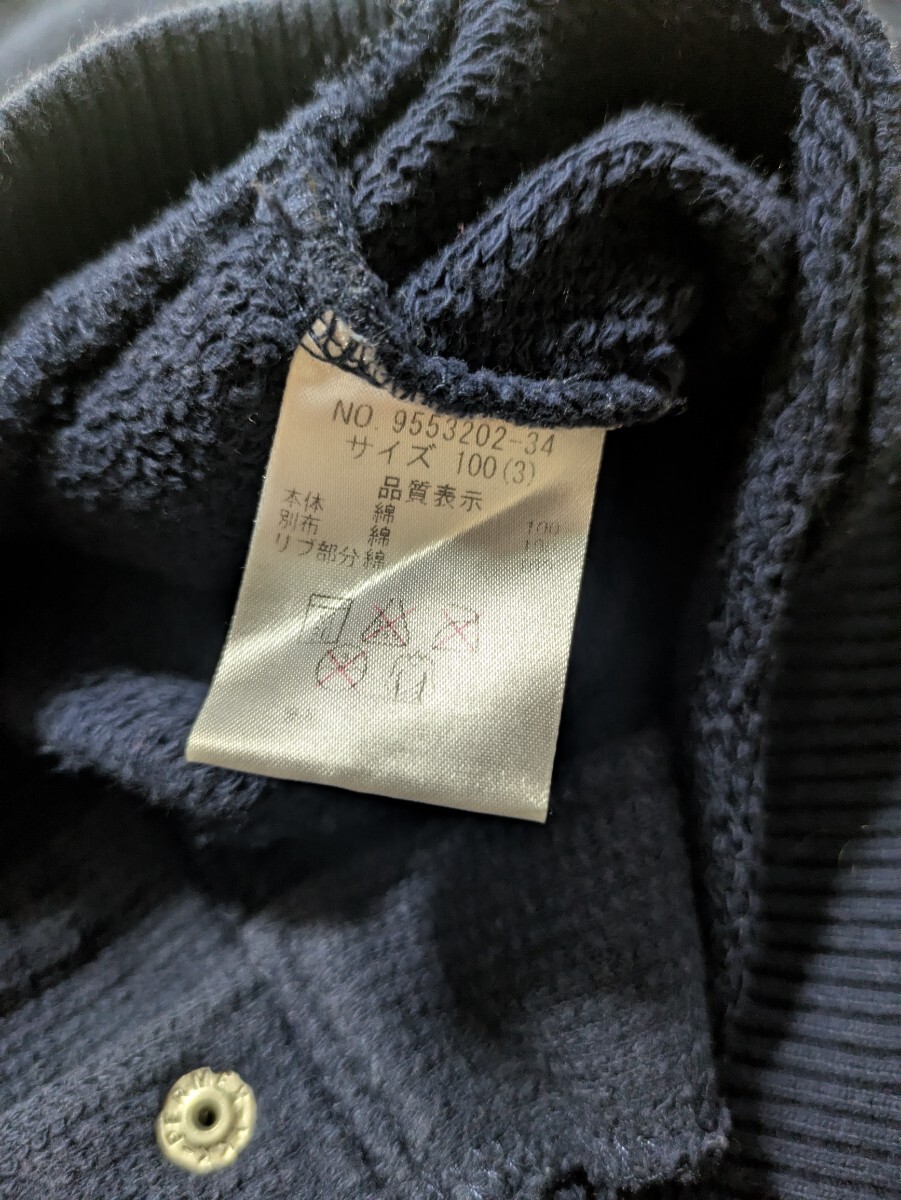 NO. 9553202-34
サイズ 100(3)
品質表示
本体 綿 100
別布 綿 100
リブ部分 綿